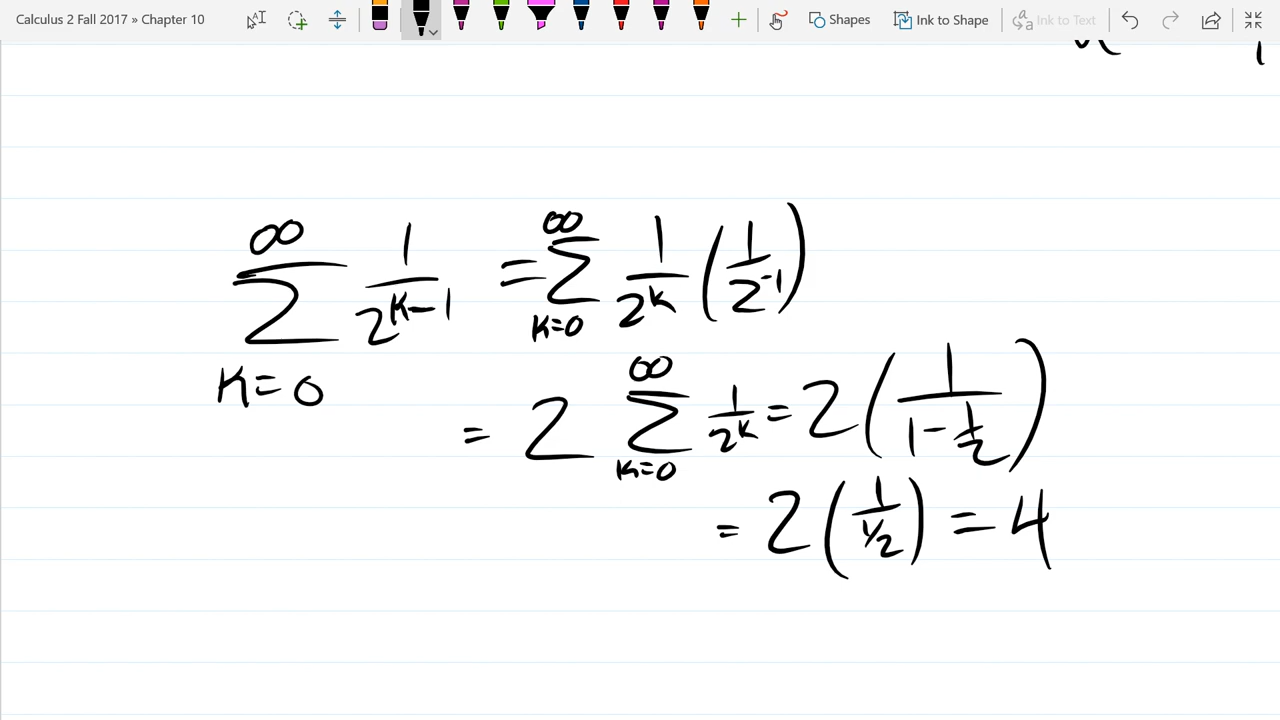 Calculus 2 Fall 2017 » Chapter 10 Shapes Ink to Shape Ink to Text
∞ Σ k=0 1/2^(k-1) = ∞ Σ k=0 1/2^k (1/2^-1)
= 2 ∞ Σ k=0 1/2^k = 2(1/(1-1/2))
= 2(1/(1/2)) = 4